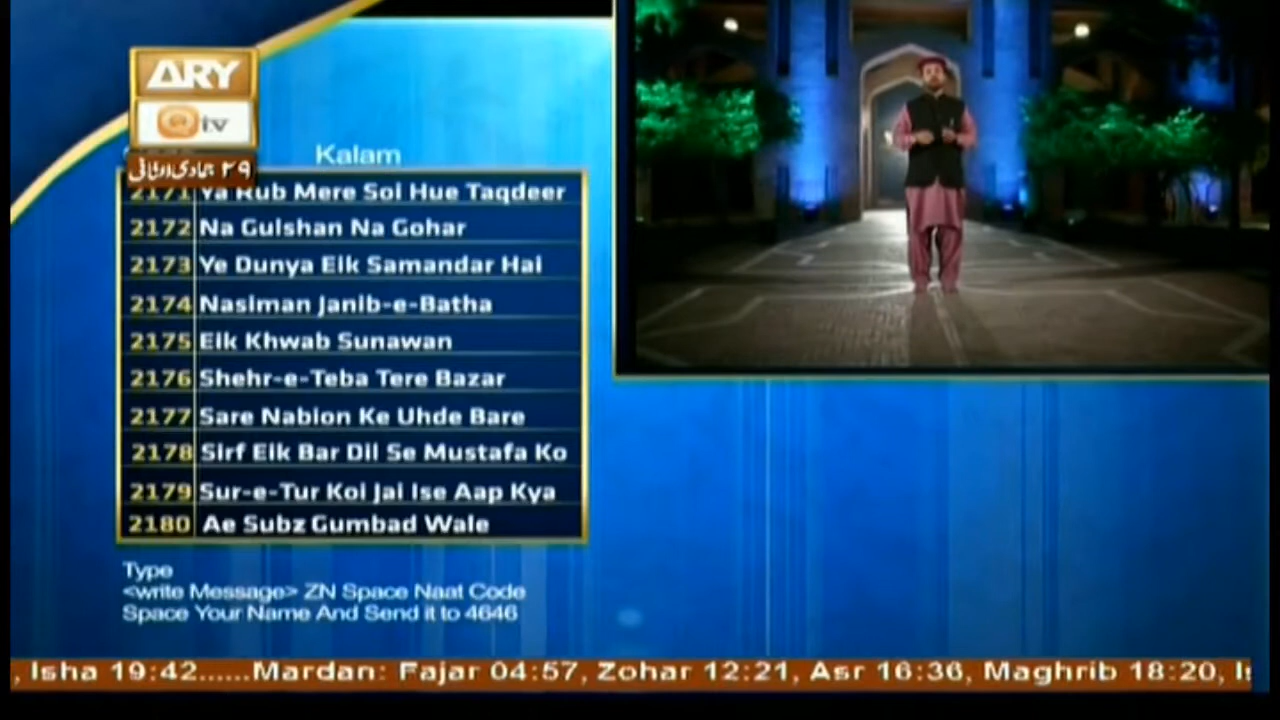 ARY
Qtv
۲۹ جمادی الثانی
Kalam
2171 Ya Rub Mere Soi Hue Taqdeer
2172 Na Gulshan Na Gohar
2173 Ye Dunya Eik Samandar Hai
2174 Nasiman Janib-e-Batha
2175 Eik Khwab Sunawan
2176 Shehr-e-Teba Tere Bazar
2177 Sare Nabion Ke Uhde Bare
2178 Sirf Eik Bar Dil Se Mustafa Ko
2179 Sur-e-Tur Koi Jai Ise Aap Kya
2180 Ae Subz Gumbad Wale
Type
<write Message> ZN Space Naat Code
Space Your Name And Send it to 4646
, Isha 19:42......Mardan: Fajar 04:57, Zohar 12:21, Asr 16:36, Maghrib 18:20,